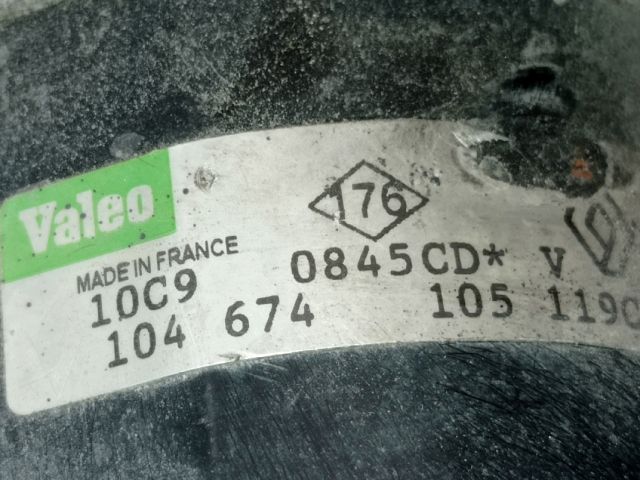 Valeo
176
MADE IN FRANCE
10C9 0845CD* V
104 674 105 119